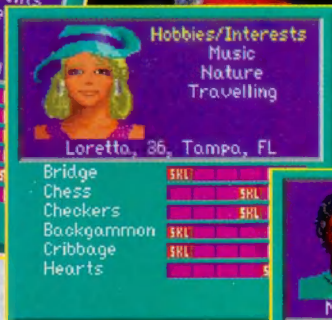 Hobbies/Interests
Music
Nature
Travelling
Loretta, 36, Tampa, FL
Bridge SKL
Chess SKL
Checkers SKL
Backgammon SKL
Cribbage SKL
Hearts S
N